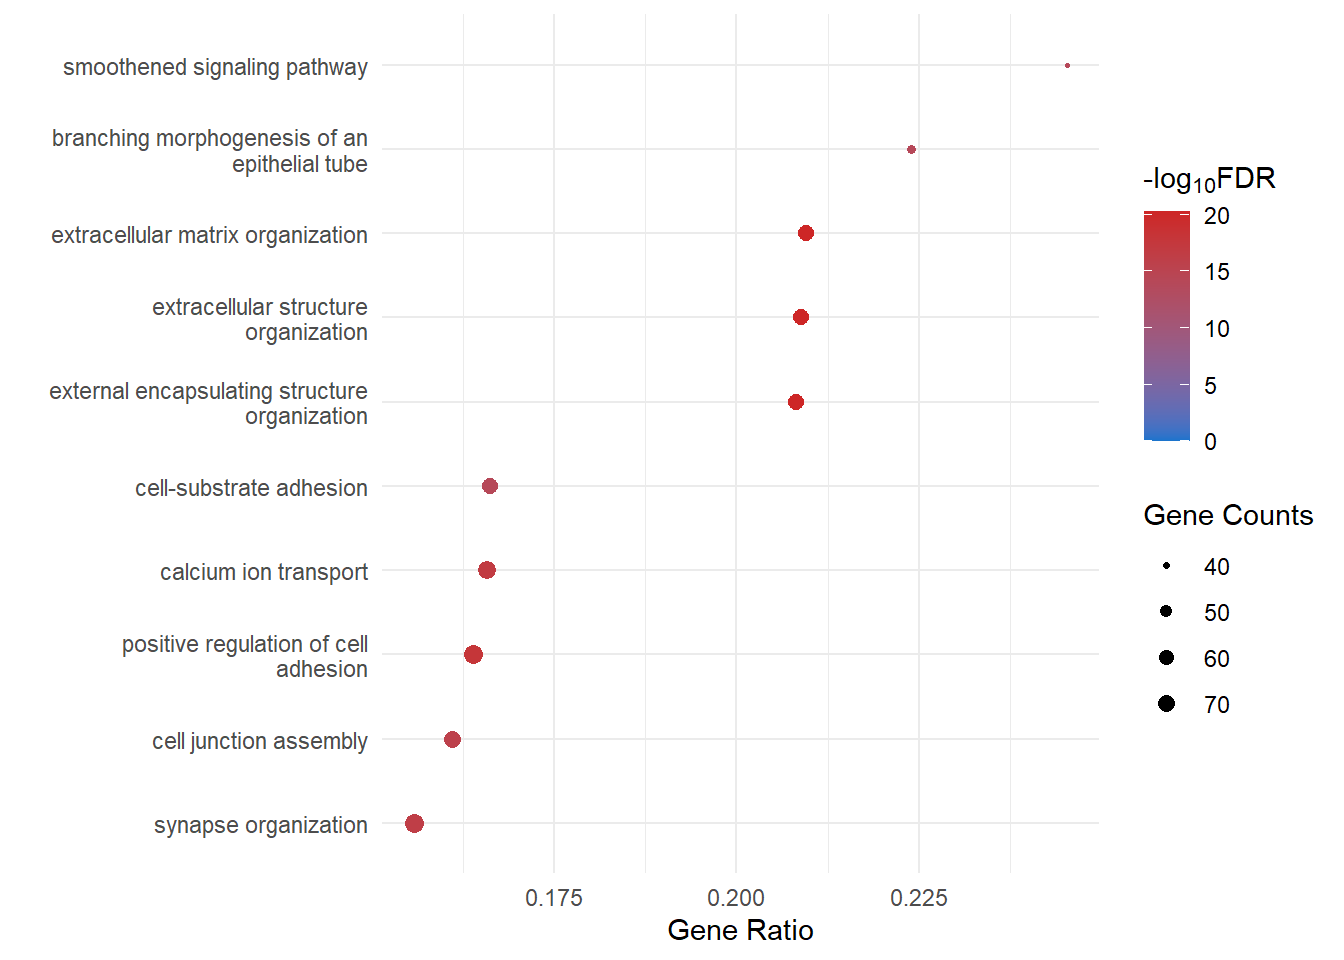 smoothened signaling pathway
branching morphogenesis of an
epithelial tube
extracellular matrix organization
extracellular structure
organization
external encapsulating structure
organization
cell-substrate adhesion
calcium ion transport
positive regulation of cell
adhesion
cell junction assembly
synapse organization
0.175 0.200 0.225
Gene Ratio
-log₁₀FDR
20
15
10
5
0
Gene Counts
40
50
60
70